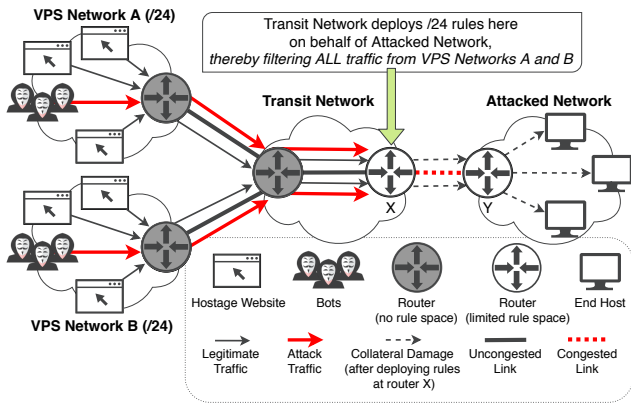 VPS Network A (/24)
Transit Network deploys /24 rules here
on behalf of Attacked Network,
thereby filtering ALL traffic from VPS Networks A and B
Transit Network
Attacked Network
X
Y
VPS Network B (/24)
Hostage Website
Bots
Router
(no rule space)
Router
(limited rule space)
End Host
Legitimate
Traffic
Attack
Traffic
Collateral Damage
(after deploying rules
at router X)
Uncongested
Link
Congested
Link